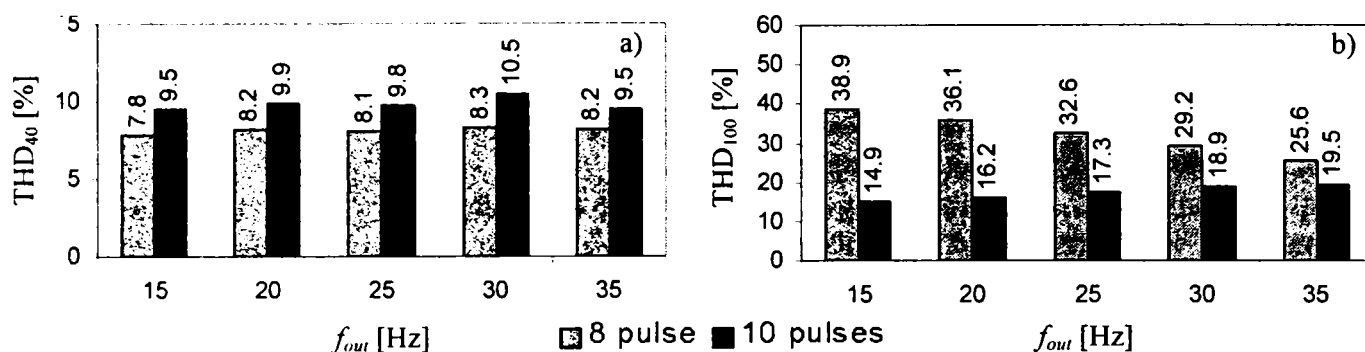 a)
THD40 [%]
5
10
5
0
7.8 9.5 8.2 9.9 8.1 9.8 8.3 10.5 8.2 9.5
15 20 25 30 35
fout [Hz]
8 pulse 10 pulses
b)
THD100 [%]
60
50
40
30
20
10
0
38.9 14.9 36.1 16.2 32.6 17.3 29.2 18.9 25.6 19.5
15 20 25 30 35
fout [Hz]